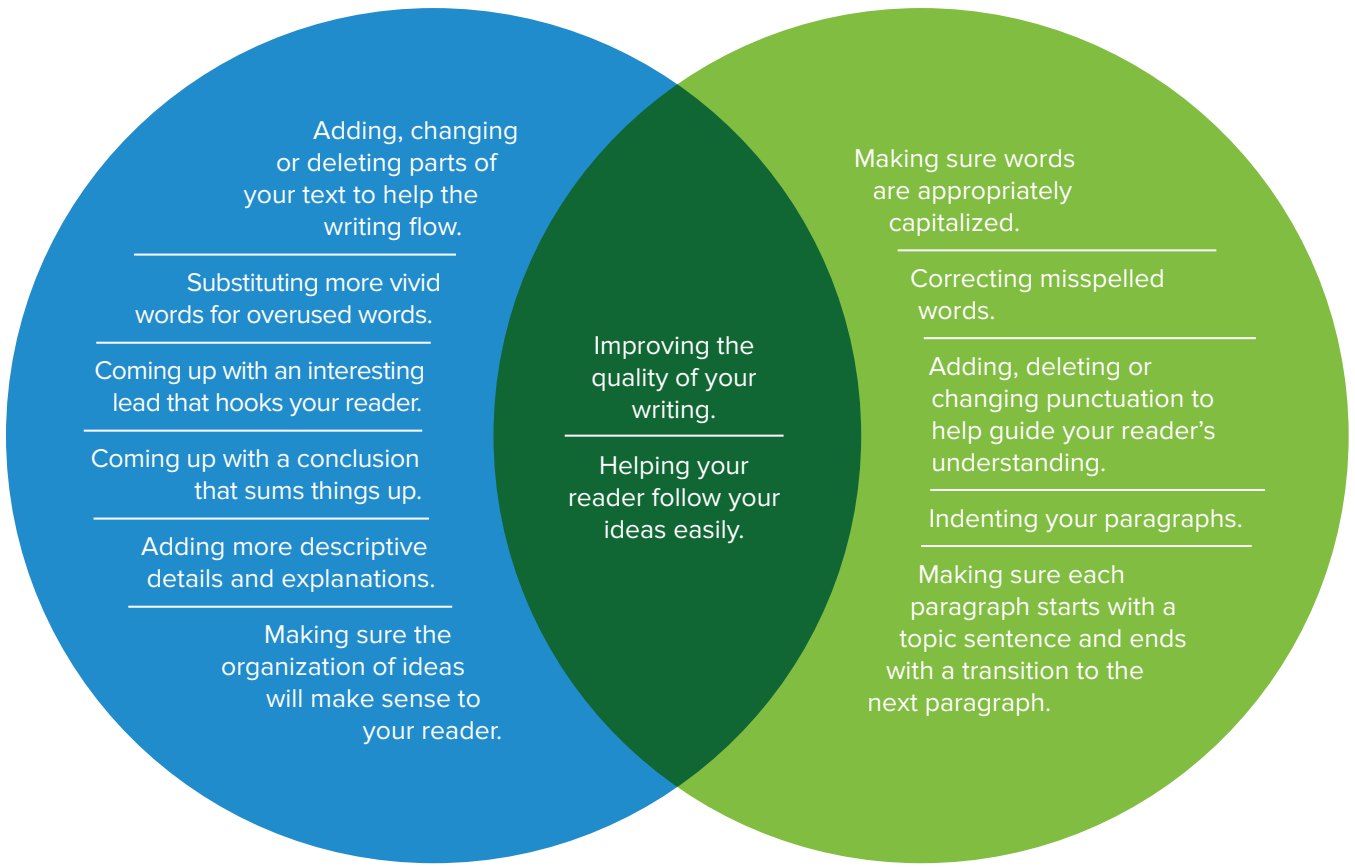 Adding, changing
or deleting parts of
your text to help the
writing flow.
Substituting more vivid
words for overused words.
Coming up with an interesting
lead that hooks your reader.
Coming up with a conclusion
that sums things up.
Adding more descriptive
details and explanations.
Making sure the
organization of ideas
will make sense to
your reader.
Improving the
quality of your
writing.
Helping your
reader follow your
ideas easily.
Making sure words
are appropriately
capitalized.
Correcting misspelled
words.
Adding, deleting or
changing punctuation to
help guide your reader’s
understanding.
Indenting your paragraphs.
Making sure each
paragraph starts with a
topic sentence and ends
with a transition to the
next paragraph.